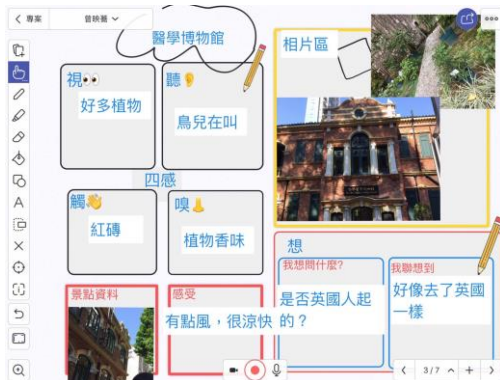 專案
曾映蕎
醫學博物館
相片區
視👀
好多植物
聽👂
鳥兒在叫
四感
觸👋
紅磚
嗅👃
植物香味
想
我想問什麼?
是否英國人起的？
我聯想到
好像去了英國一樣
景點資料
感受
有點風，很涼快
3/7